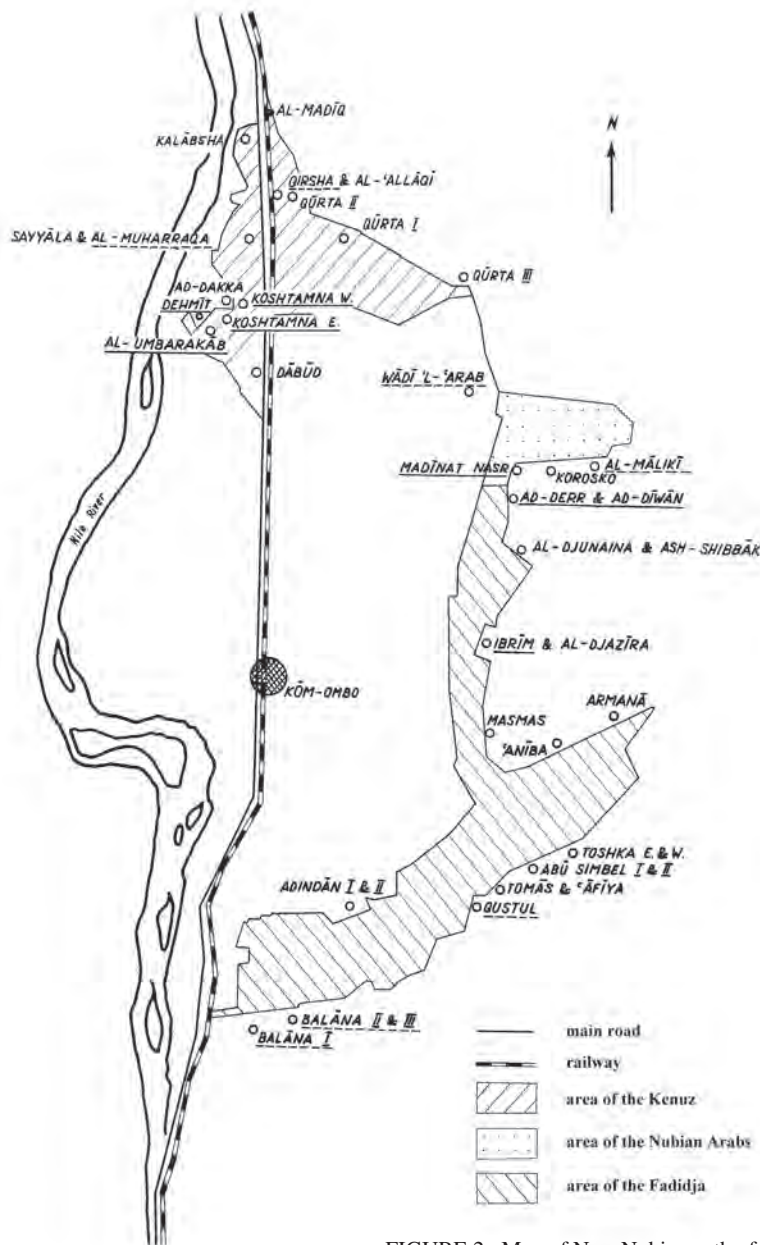 AL-MADĪQ
N
KALĀBSHA
QIRSHA & AL-ʿALLĀQĪ
QŪRTA II
SAYYĀLA & AL-MUHARRAQA
QŪRTA I
QŪRTA III
AD-DAKKA
DEHMĪT
KOSHTAMNA W.
KOSHTAMNA E.
AL-UMBARAKĀB
DĀBŪD
WĀDĪ 'L-ʿARAB
MADĪNAT NASR
KOROSKO
AL-MĀLIKĪ
AD-DERR & AD-DĪWĀN
Nile River
AL-DJUNAINA & ASH-SHIBBĀK
IBRĪM & AL-DJAZĪRA
KŌM-OMBO
ARMANĀ
MASMAS
ʿANĪBA
TOSHKA E. & W.
ABŪ SIMBEL I & II
TOMĀS & ʿĀFIYA
ADINDĀN I & II
QUSTUL
BALĀNA II & III
BALĀNA I
main road
railway
area of the Kenuz
area of the Nubian Arabs
area of the Fadidja